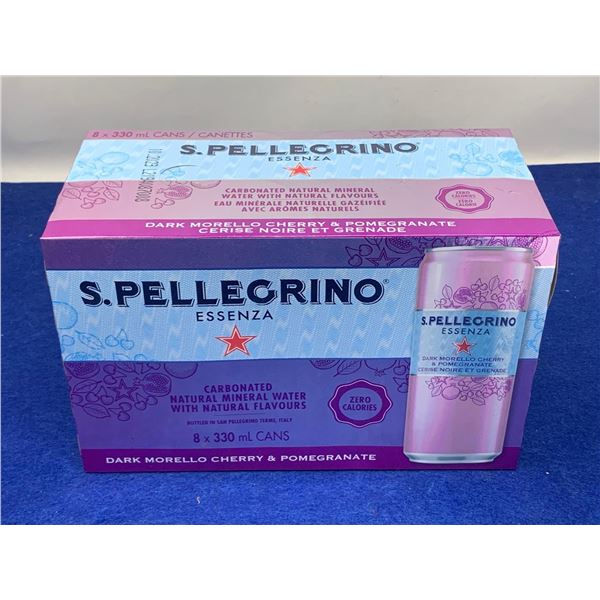 8 x 330 mL CANS / CANETTES
S.PELLEGRINO®
ESSENZA
CARBONATED NATURAL MINERAL
WATER WITH NATURAL FLAVOURS
EAU MINÉRALE NATURELLE GAZÉIFIÉE
AVEC ARÔMES NATURELS
ZERO
CALORIES
ZÉRO
CALORIE
DARK MORELLO CHERRY & POMEGRANATE
CERISE NOIRE ET GRENADE
S.PELLEGRINO®
ESSENZA
CARBONATED
NATURAL MINERAL WATER
WITH NATURAL FLAVOURS
BOTTLED IN SAN PELLEGRINO TERME, ITALY
8 x 330 mL CANS
ZERO
CALORIES
DARK MORELLO CHERRY & POMEGRANATE
S.PELLEGRINO
ESSENZA
DARK MORELLO CHERRY
& POMEGRANATE
CERISE NOIRE ET GRENADE